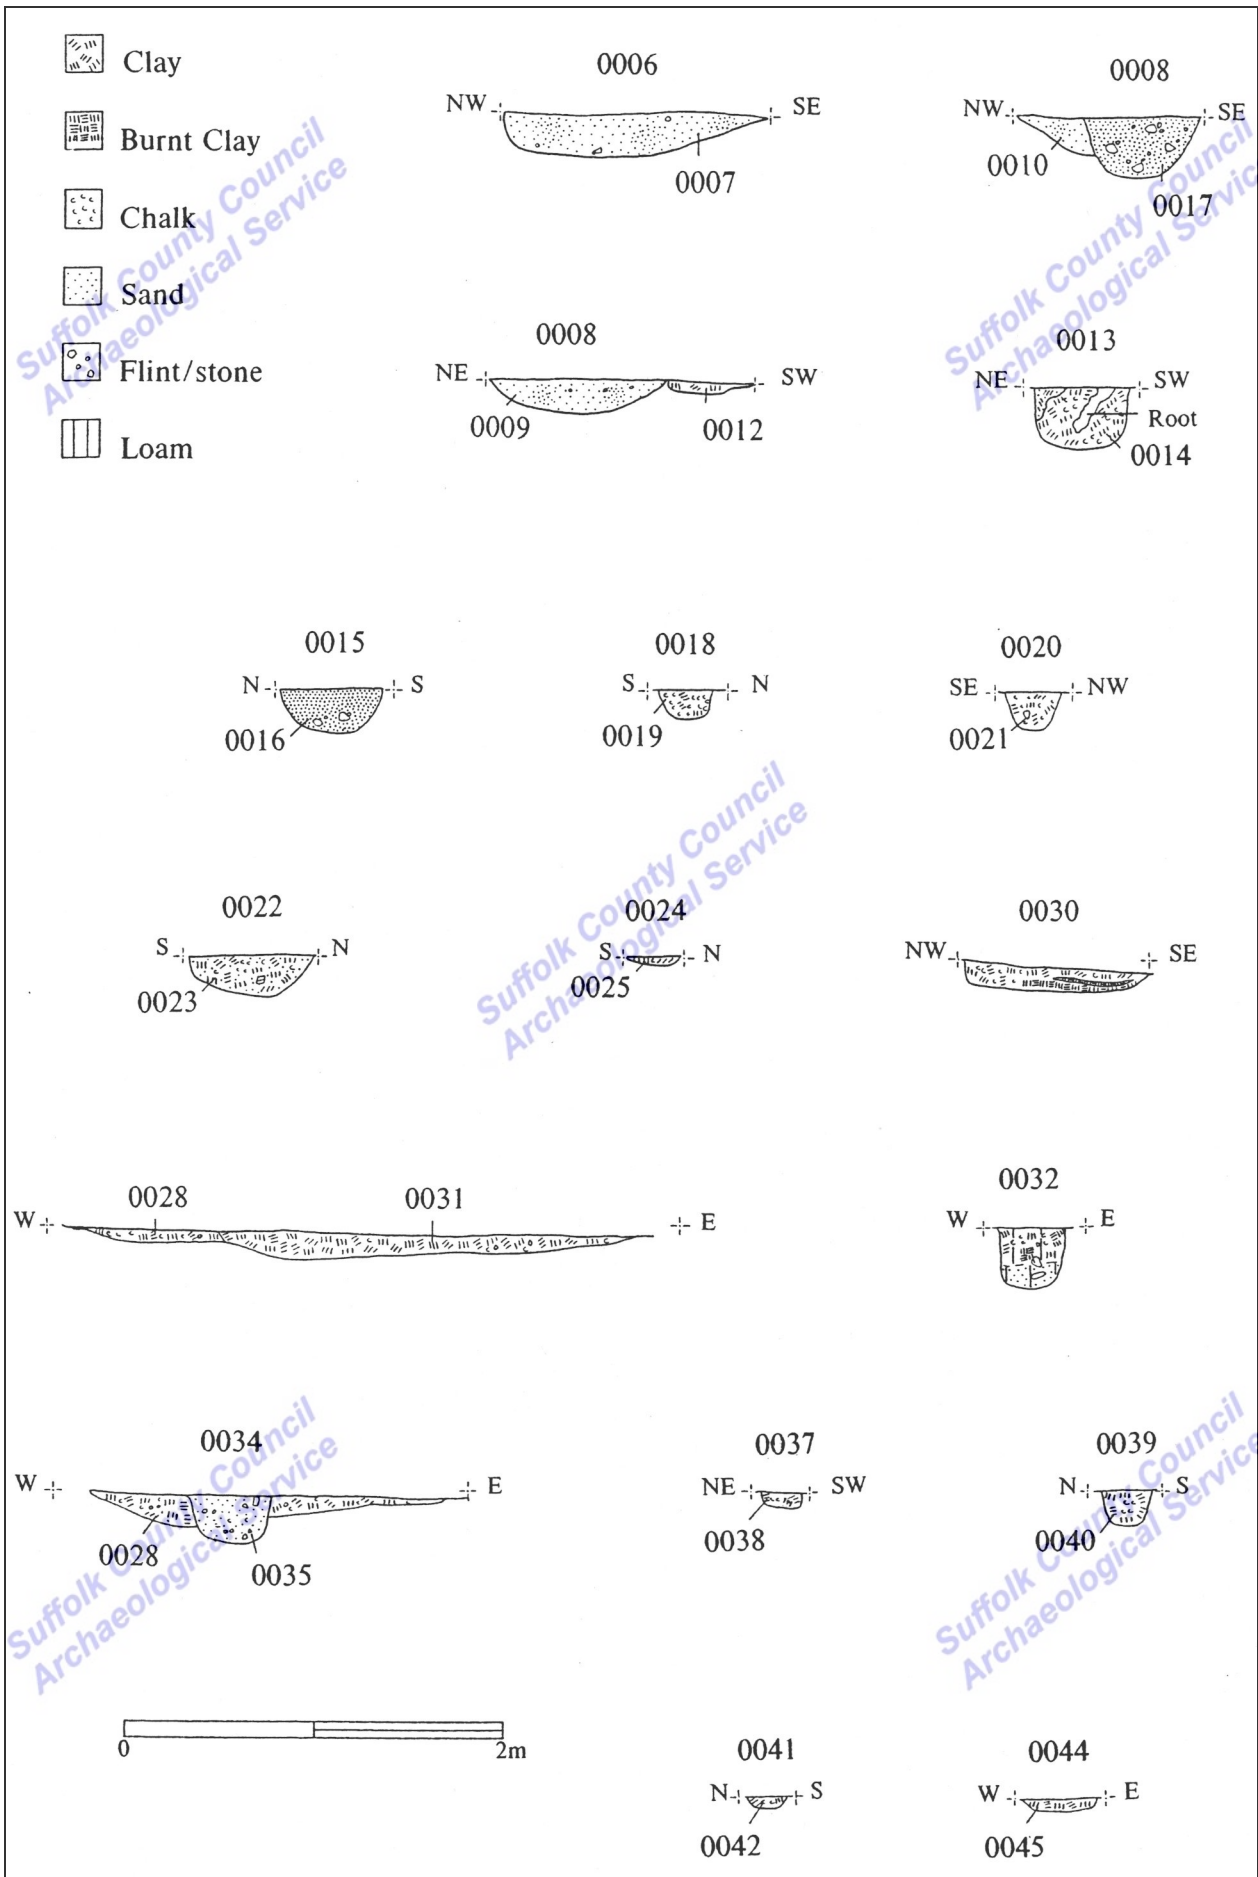 Clay
Burnt Clay
Chalk
Sand
Flint/stone
Loam
0006
NW SE
0007
0008
NW SE
0010
0017
0008
NE SW
0009 0012
0013
NE SW
Root
0014
0015
N S
0016
0018
S N
0019
0020
SE NW
0021
0022
S N
0023
0024
S N
0025
0030
NW SE
0028 0031
W E
0032
W E
0034
W E
0028
0035
0037
NE SW
0038
0039
N S
0040
0 2m
0041
N S
0042
0044
W E
0045
Suffolk County Council
Archaeological Service
Suffolk County Council
Archaeological Service
Suffolk County Council
Archaeological Service
Suffolk County Council
Archaeological Service
Suffolk County Council
Archaeological Service